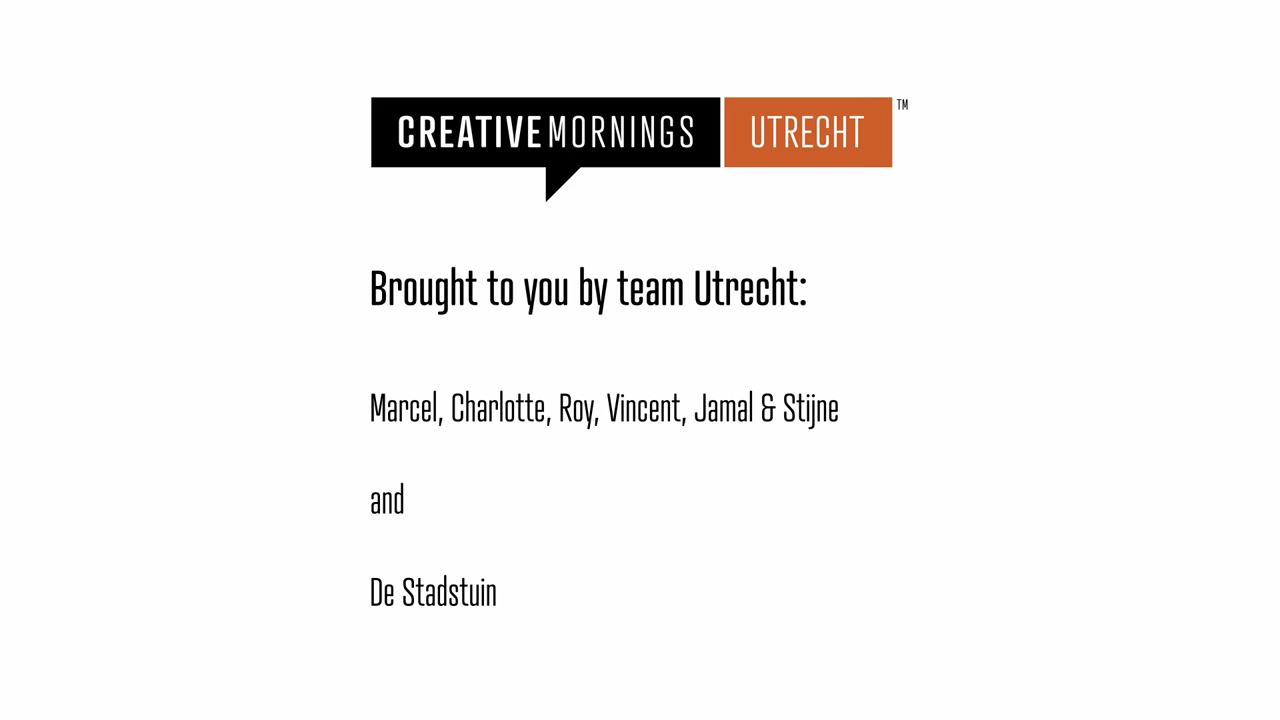 CREATIVEMORNINGS UTRECHT ™
Brought to you by team Utrecht:
Marcel, Charlotte, Roy, Vincent, Jamal & Stijne
and
De Stadstuin